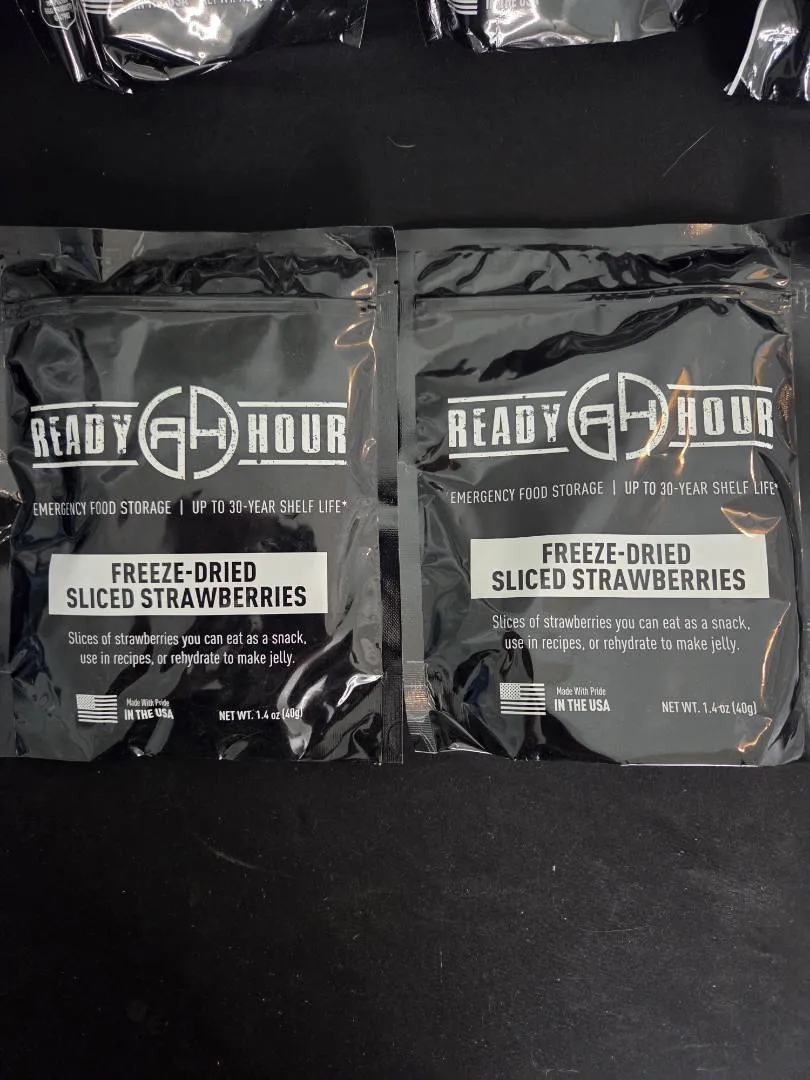 READY RH HOUR
EMERGENCY FOOD STORAGE | UP TO 30-YEAR SHELF LIFE*
FREEZE-DRIED
SLICED STRAWBERRIES
Slices of strawberries you can eat as a snack,
use in recipes, or rehydrate to make jelly.
Made With Pride
IN THE USA
NET WT. 1.4 oz (40g)
READY RH HOUR
EMERGENCY FOOD STORAGE | UP TO 30-YEAR SHELF LIFE*
FREEZE-DRIED
SLICED STRAWBERRIES
Slices of strawberries you can eat as a snack,
use in recipes, or rehydrate to make jelly.
Made With Pride
IN THE USA
NET WT. 1.4 oz (40g)